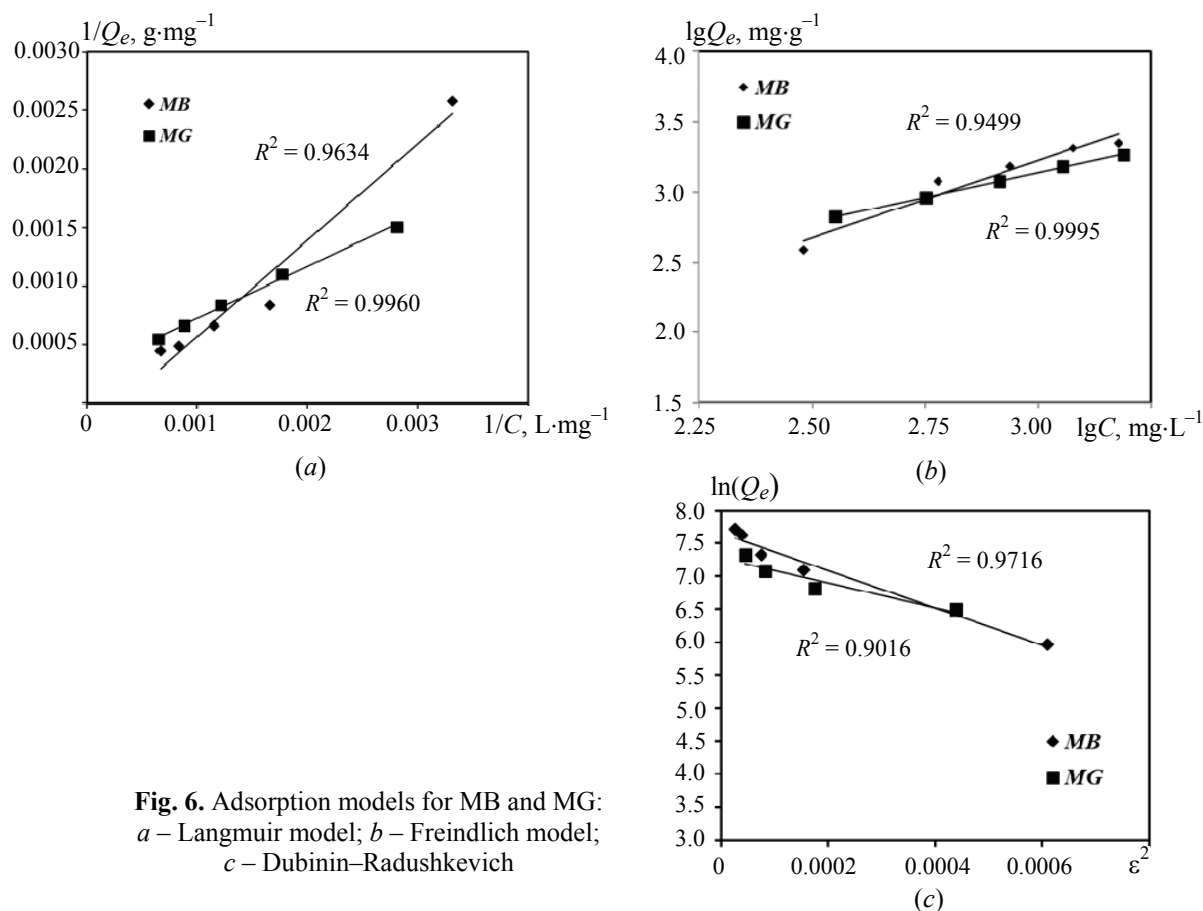 1/Qe, g·mg⁻¹
0.0030
0.0025
0.0020
0.0015
0.0010
0.0005
0
0.001
0.002
0.003
1/C, L·mg⁻¹
MB
MG
R² = 0.9634
R² = 0.9960
(a)
lgQe, mg·g⁻¹
4.0
3.5
3.0
2.5
2.0
1.5
2.25
2.50
2.75
3.00
lgC, mg·L⁻¹
MB
MG
R² = 0.9499
R² = 0.9995
(b)
ln(Qe)
8.0
7.5
7.0
6.5
6.0
5.5
5.0
4.5
4.0
3.5
3.0
0
0.0002
0.0004
0.0006
ε²
R² = 0.9716
R² = 0.9016
MB
MG
(c)
Fig. 6. Adsorption models for MB and MG:
a – Langmuir model; b – Freindlich model;
c – Dubinin–Radushkevich